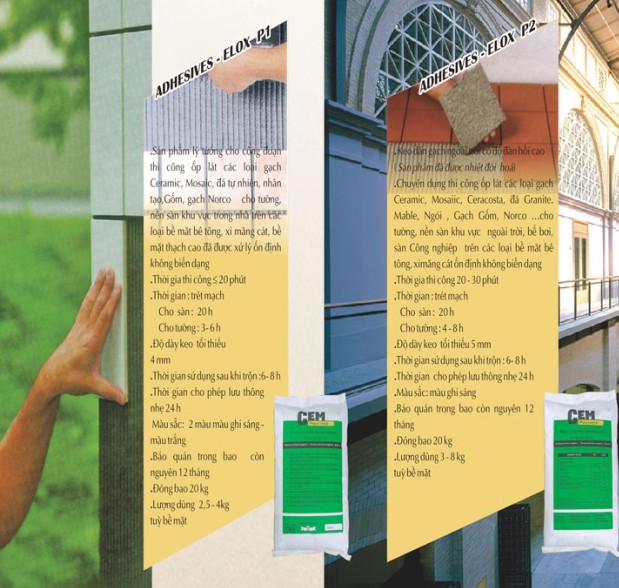 ADHESIVES - ELOX P1
.Sản phẩm lý tưởng cho công đoạn
thi công ốp lát các loại gạch
Ceramic, Mosaic, đá tự nhiên, nhân
tạo,Gốm, gạch Norco cho tường,
nền sàn khu vực trong nhà trên các
loại bề mặt bê tông, xi măng cát, bề
mặt thạch cao đã được xử lý ổn định
không biến dạng
.Thời gia thi công ≤ 20 phút
.Thời gian : trét mạch
Cho sàn : 20 h
Cho tường : 3- 6 h
.Độ dày keo tối thiểu
4 mm
.Thời gian sử dụng sau khi trộn :6- 8 h
.Thời gian cho phép lưu thông
nhẹ 24 h
Màu sắc: 2 màu màu ghi sáng -
màu trắng
.Bảo quản trong bao còn
nguyên 12 tháng
.Đóng bao 20 kg
.Lượng dùng 2,5 - 4kg
tuỳ bề mặt
CEM
ADHESIVES - ELOX P2
.Keo dán gạch ngoài trời có độ đàn hồi cao
( Sản phẩm đã được nhiệt đới hoá)
.Chuyên dụng thi công ốp lát các loại gạch
Ceramic, Mosaiic, Ceracosta, đá Granite.
Mable, Ngói , Gạch Gốm, Norco ...cho
tường, nền sàn khu vực ngoài trời, bể bơi,
sàn Công nghiệp trên các loại bề mặt bê
tông, ximăng cát ổn định không biến dạng
.Thời gia thi công 20 - 30 phút
.Thời gian : trét mạch
Cho sàn : 20 h
Cho tường : 4 - 8 h
.Độ dày keo tối thiểu 5 mm
.Thời gian sử dụng sau khi trộn : 6- 8 h
.Thời gian cho phép lưu thông nhẹ 24 h
.Màu sắc: màu ghi sáng
.Bảo quản trong bao còn nguyên 12
tháng
.Đóng bao 20 kg
.Lượng dùng 3 - 8 kg
tuỳ bề mặt
CEM